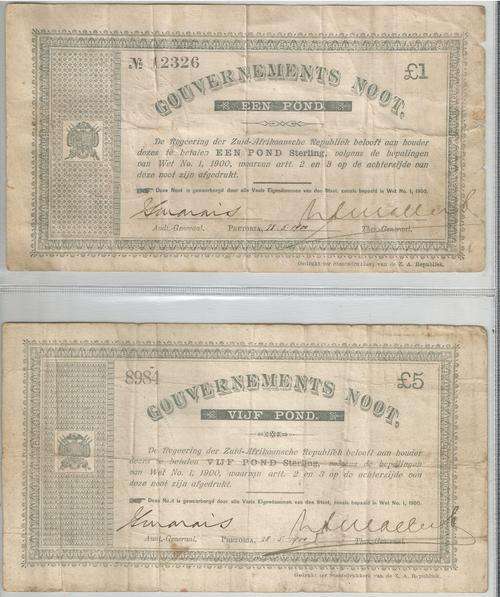 № 12326
£1
GOUVERNEMENTS NOOT,
EEN POND
De Regeering der Zuid-Afrikaansche Republiek belooft aan houder
dezes te betalen EEN POND Sterling, volgens de bepalingen
van Wet No. 1, 1900, waarvan artt. 2 en 3 op de achterzijde van
deze noot zijn afgedrukt.
Deze Noot is gewaarborgd door alle Vaste Eigendommen van den Staat, zooals bepaald in Wet No. 1, 1900.
Audt.-Generaal.
PRETORIA,
Thes.-Generaal.
Gedrukt ter Staatsdrukkerij van de Z. A. Republiek.
8984
£5
GOUVERNEMENTS NOOT,
VIJF POND.
De Regeering der Zuid-Afrikaansche Republiek belooft aan houder
dezes te betalen VIJF POND Sterling, volgens de bepalingen
van Wet No. 1, 1900, waarvan artt. 2 en 3 op de achterzijde van
deze noot zijn afgedrukt.
Deze Noot is gewaarborgd door alle Vaste Eigendommen van den Staat, zooals bepaald in Wet No. 1, 1900.
Audt.-Generaal.
PRETORIA,
Thes.-Generaal.
Gedrukt ter Staatsdrukkerij van de Z. A. Republiek.